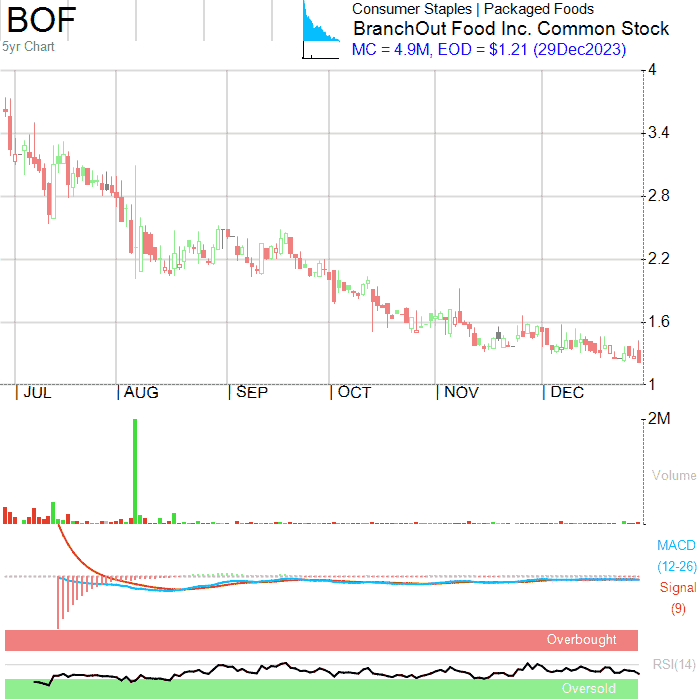 BOF
5yr Chart
Consumer Staples | Packaged Foods
BranchOut Food Inc. Common Stock
MC = 4.9M, EOD = $1.21 (29Dec2023)
4
3.4
2.8
2.2
1.6
1
JUL AUG SEP OCT NOV DEC
2M
Volume
MACD
(12-26)
Signal
(9)
Overbought
RSI(14)
Oversold